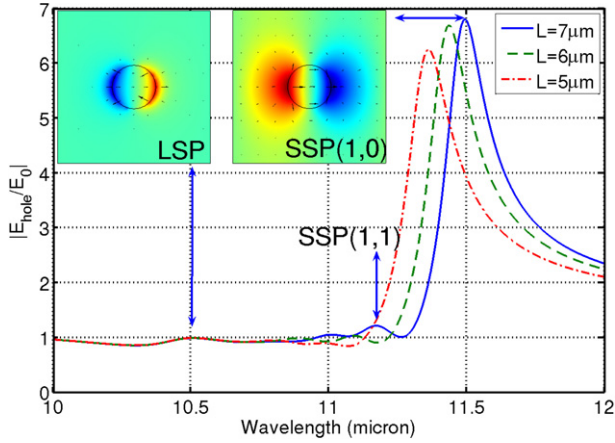 7
6
5
4
3
2
1
0
|E_hole/E_0|
LSP
SSP(1,0)
L=7μm
L=6μm
L=5μm
SSP(1,1)
10 10.5 11 11.5 12
Wavelength (micron)